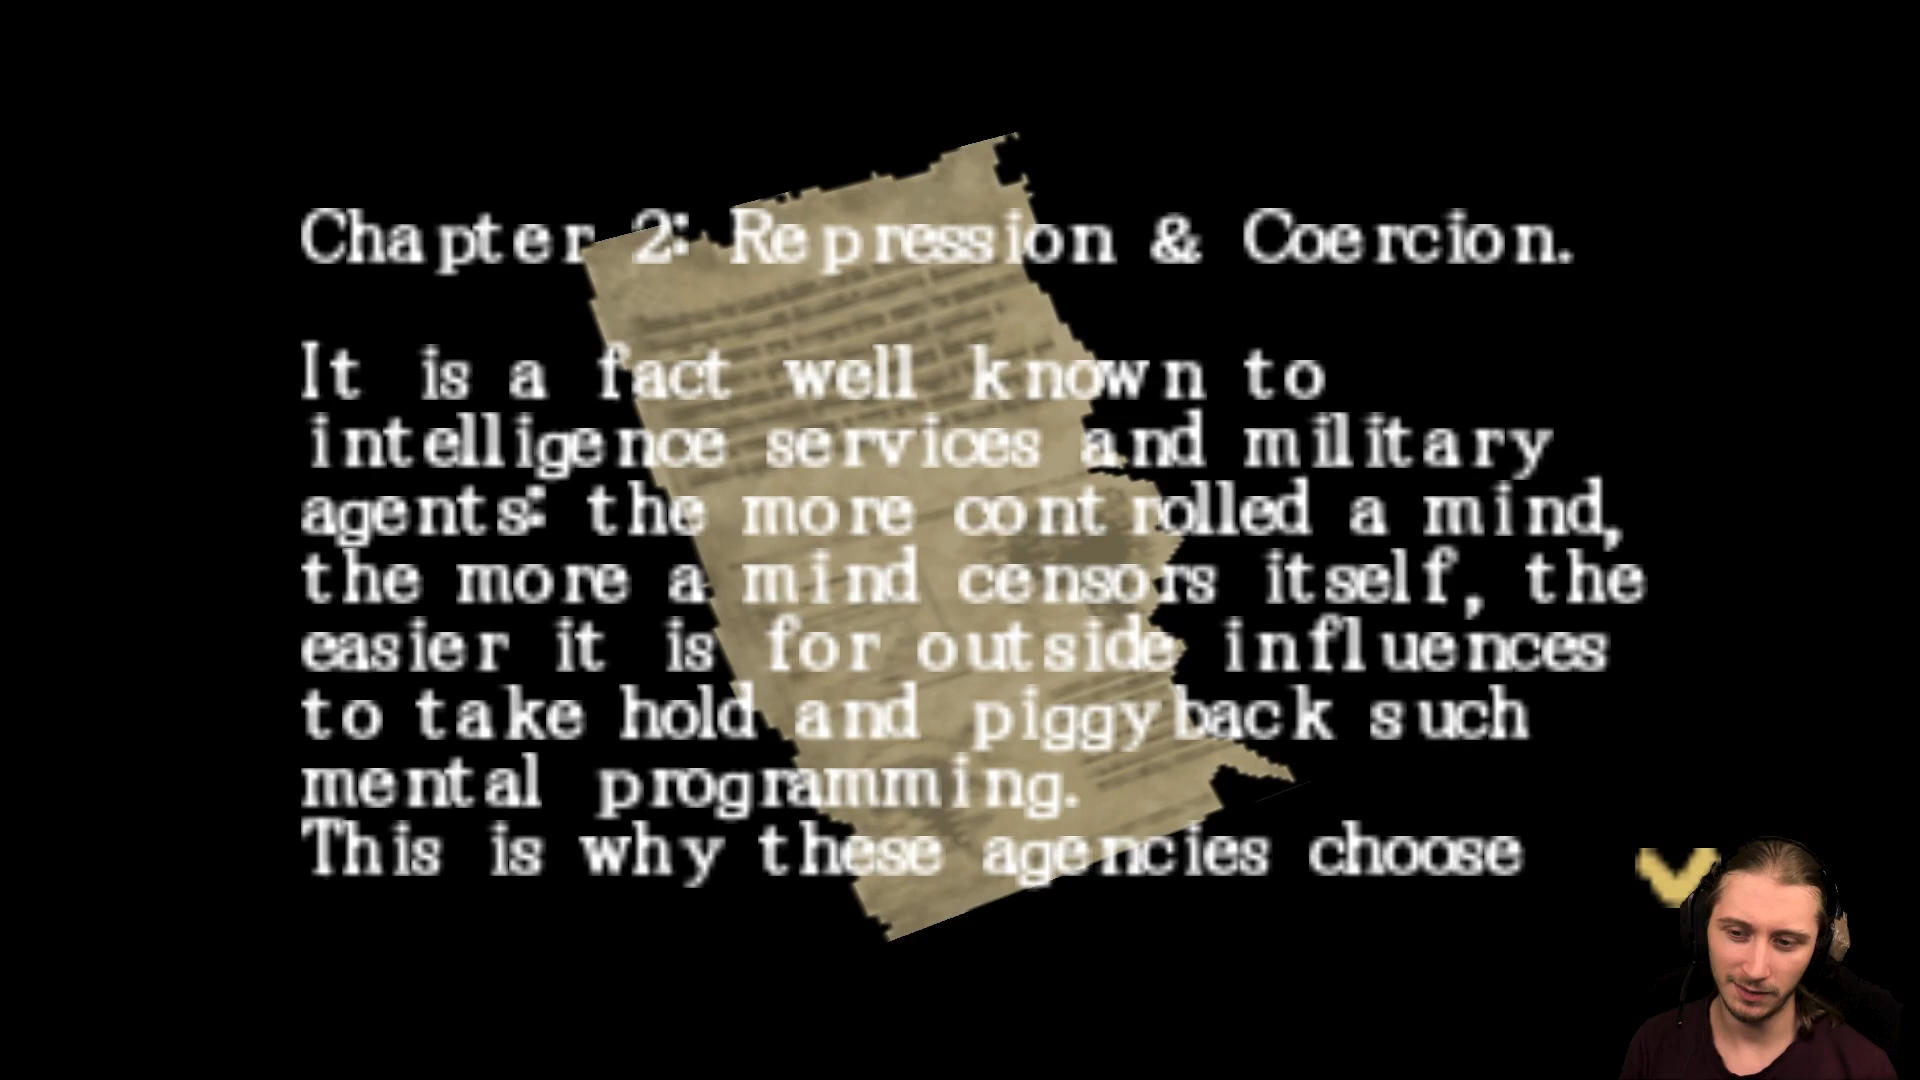 Chapter 2: Repression & Coercion.
It is a fact well known to
intelligence services and military
agents: the more controlled a mind,
the more a mind censors itself, the
easier it is for outside influences
to take hold and piggyback such
mental programming.
This is why these agencies choose